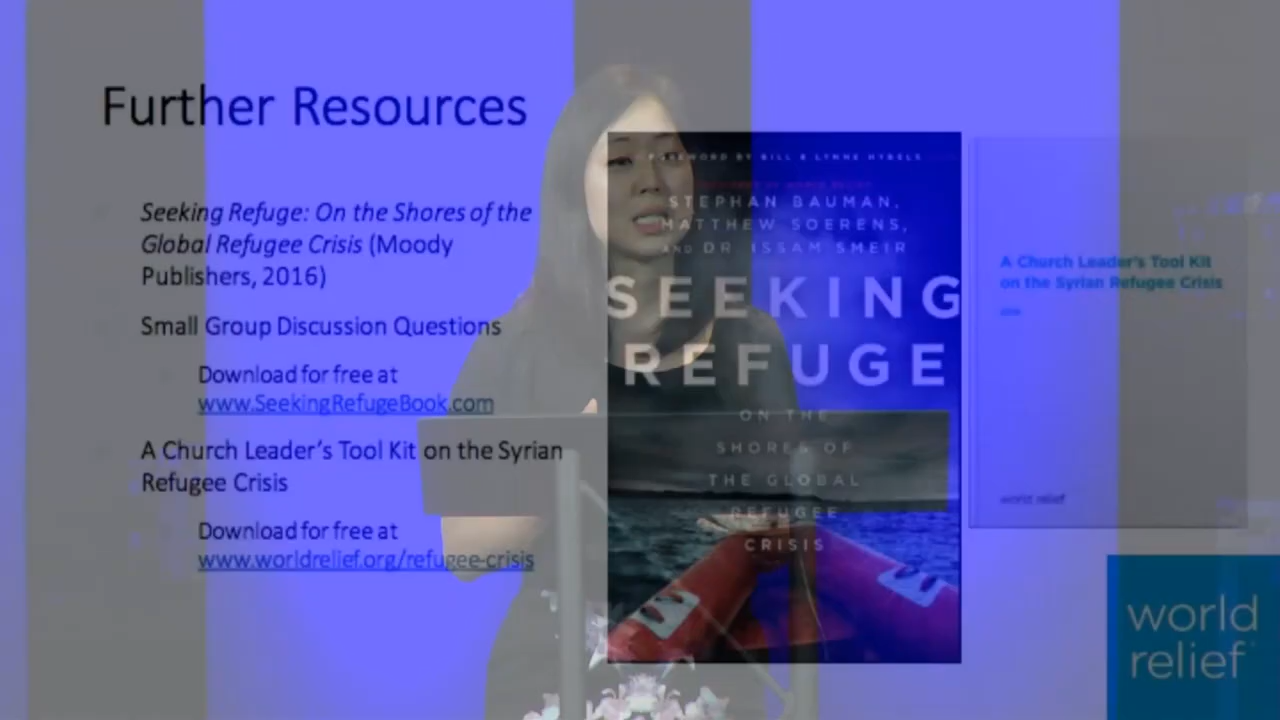 Further Resources
Seeking Refuge: On the Shores of the
Global Refugee Crisis (Moody
Publishers, 2016)
Small Group Discussion Questions
Download for free at
www.SeekingRefugeBook.com
A Church Leader's Tool Kit on the Syrian
Refugee Crisis
Download for free at
www.worldrelief.org/refugee-crisis
FOREWORD BY BILL & LYNNE HYBELS
STEPHAN BAUMAN,
MATTHEW SOERENS,
AND DR. ISSAM SMEIR
SEEKING
REFUGE
ON THE
SHORES OF
THE GLOBAL
REFUGEE
CRISIS
A Church Leader's Tool Kit
on the Syrian Refugee Crisis
world relief
world
relief